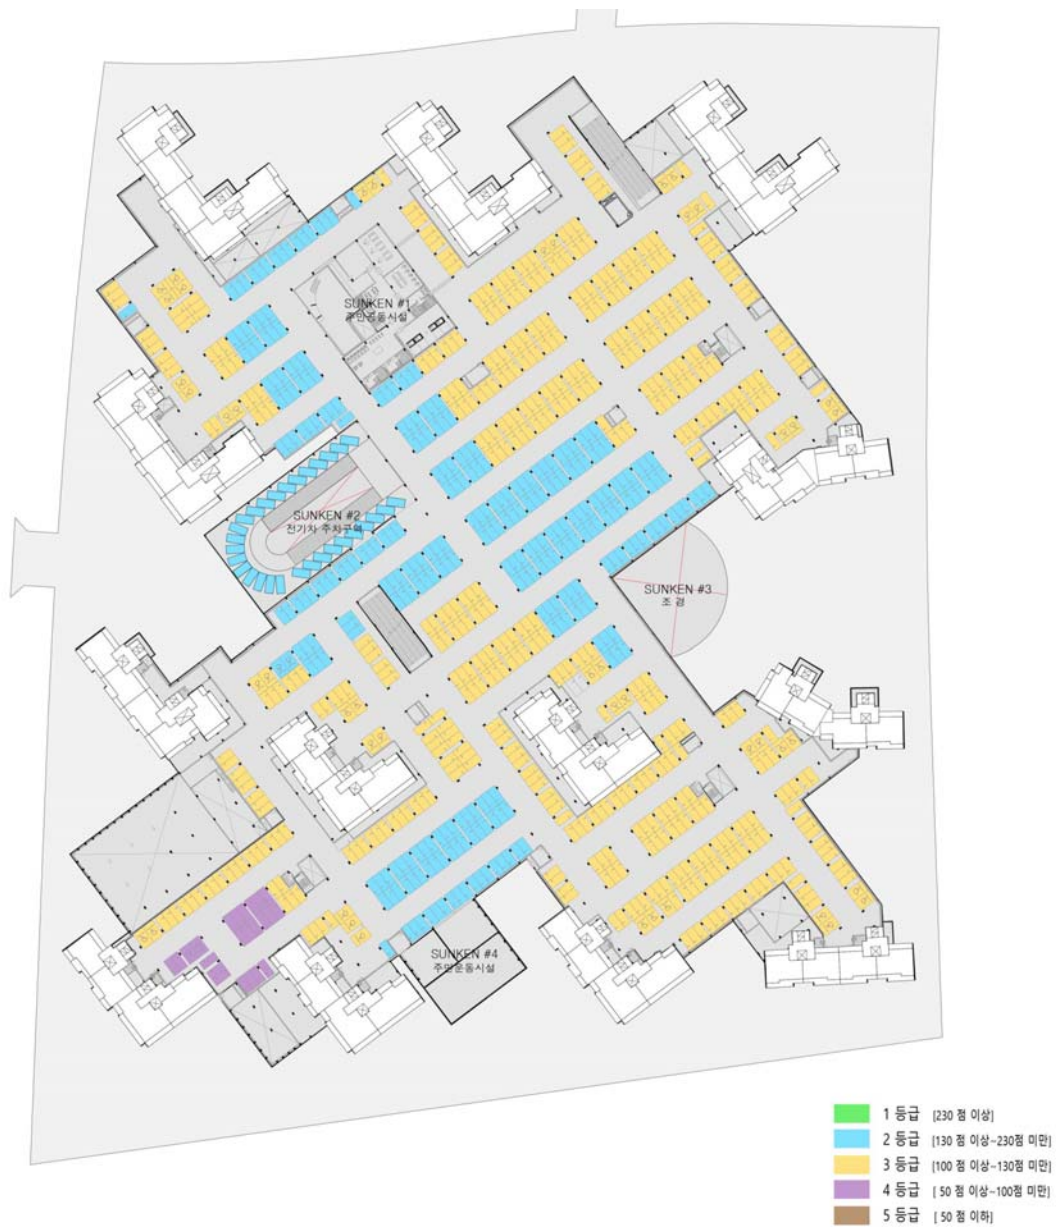 SUNKEN #1
주민공동시설
SUNKEN #2
전기차 주차구역
SUNKEN #3
조 경
SUNKEN #4
주민운동시설
1 등급 [230 점 이상]
2 등급 [130 점 이상~230점 미만]
3 등급 [100 점 이상~130점 미만]
4 등급 [ 50 점 이상~100점 미만]
5 등급 [ 50 점 이하]